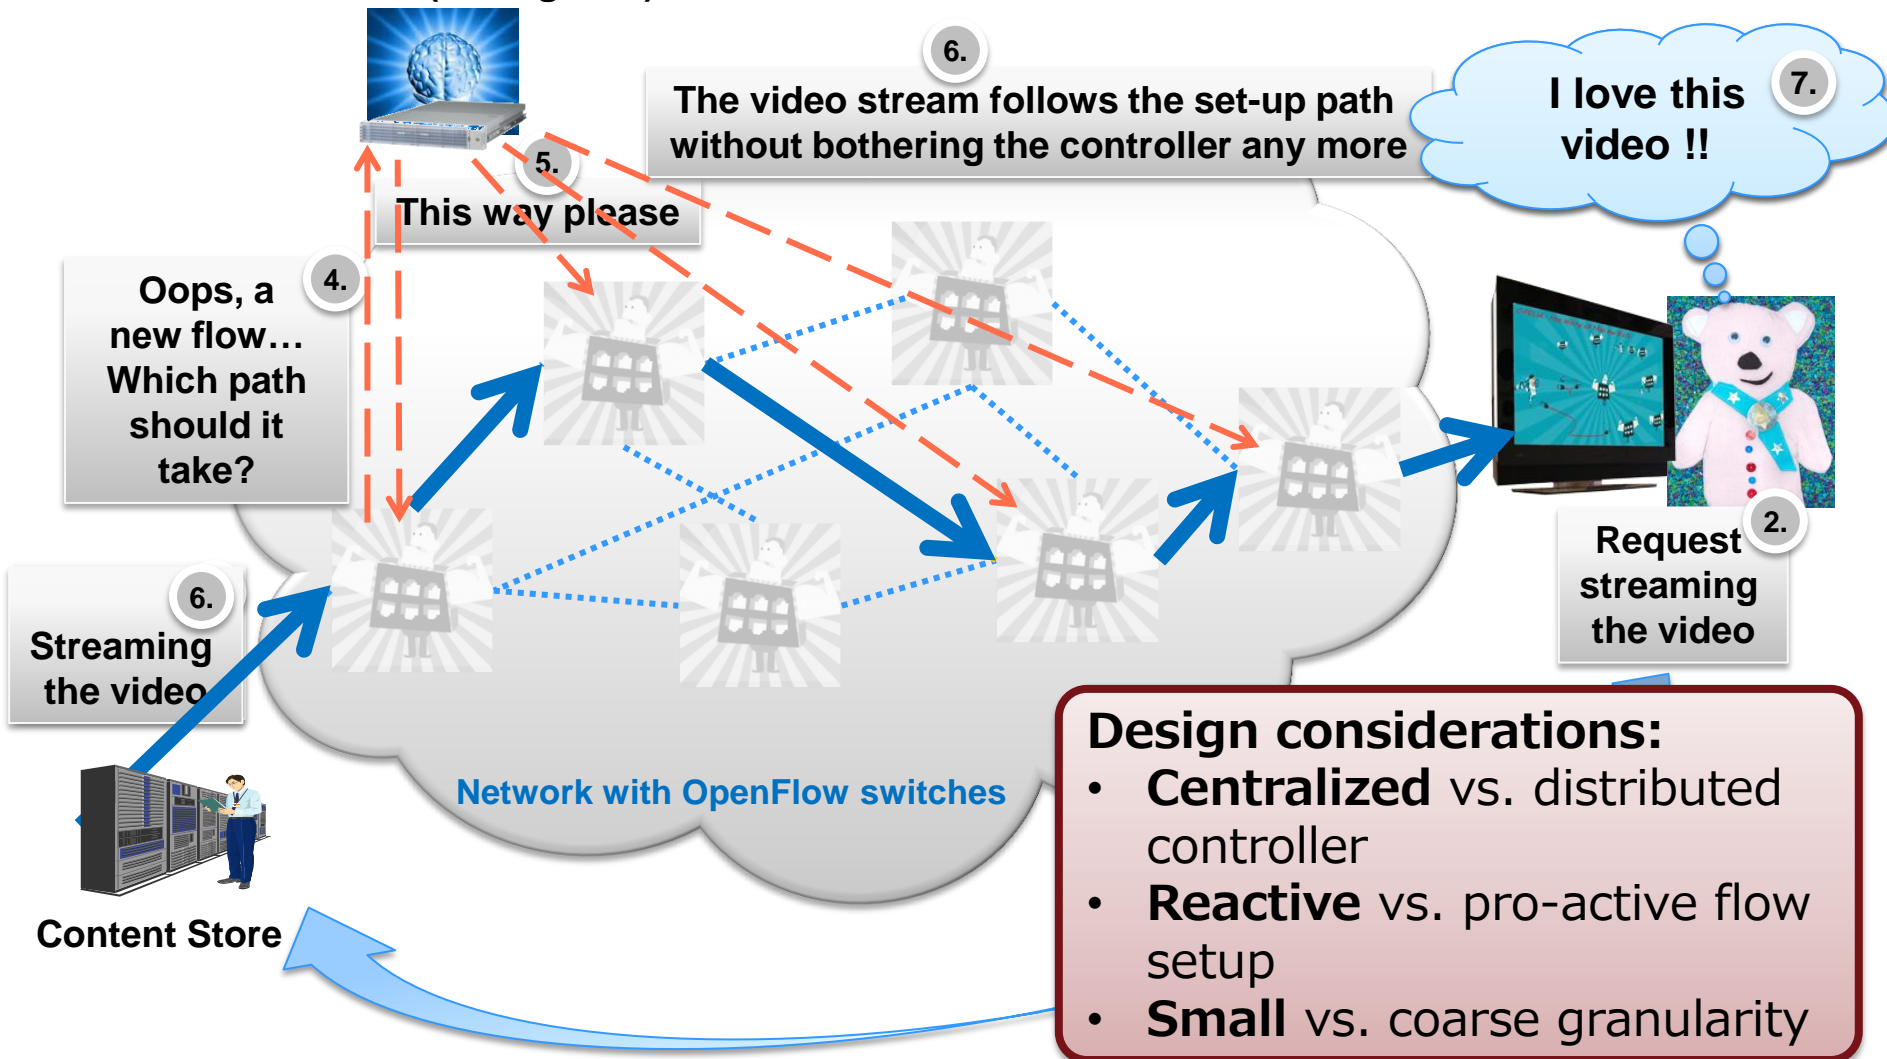 6.
The video stream follows the set-up path
without bothering the controller any more
I love this
video !!
7.
5.
This way please
4.
Oops, a
new flow…
Which path
should it
take?
2.
Request
streaming
the video
6.
Streaming
the video
Network with OpenFlow switches
Content Store
Design considerations:
• Centralized vs. distributed
controller
• Reactive vs. pro-active flow
setup
• Small vs. coarse granularity